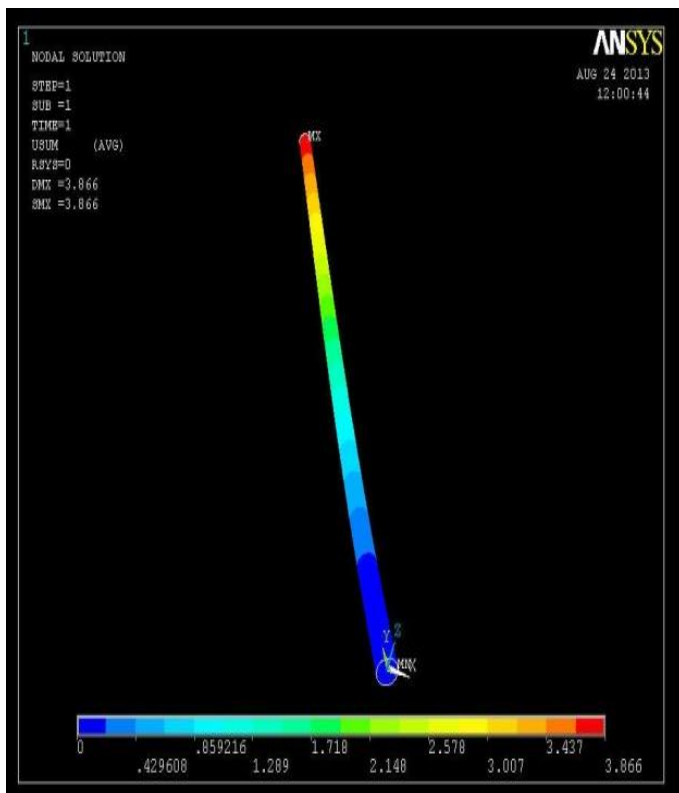 1
NODAL SOLUTION
ANSYS
AUG 24 2013
12:00:44
STEP=1
SUB =1
TIME=1
USUM (AVG)
RSYS=0
DMX =3.866
SMX =3.866
MX
Y Z
MNX
0 .859216 1.718 2.578 3.437
.429608 1.289 2.148 3.007 3.866